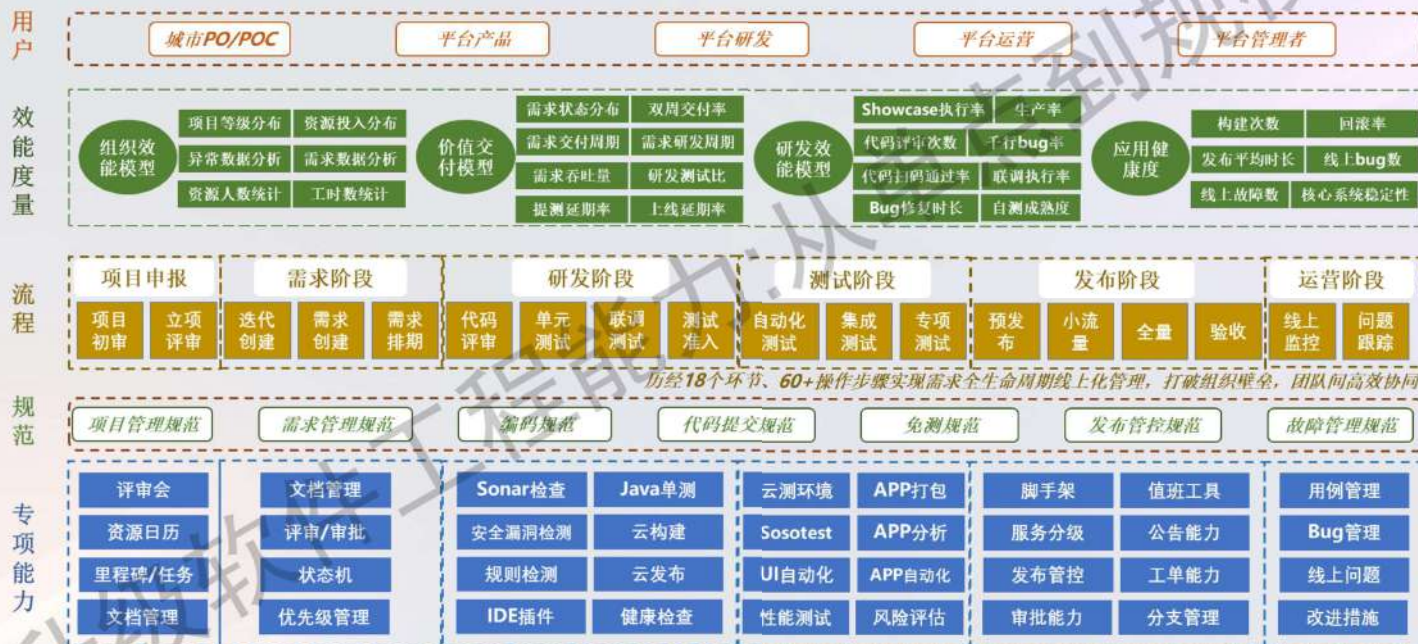 用户
城市PO/POC
平台产品
平台研发
平台运营
平台管理者
效能度量
组织效能模型
项目等级分布 资源投入分布
异常数据分析 需求数据分析
资源人数统计 工时数统计
价值交付模型
需求状态分布 双周交付率
需求交付周期 需求研发周期
需求吞吐量 研发测试比
提测延期率 上线延期率
研发效能模型
Showcase执行率 生产率
代码评审次数 千行bug率
代码扫码通过率 联调执行率
Bug修复时长 自测成熟度
应用健康度
构建次数 回滚率
发布平均时长 线上bug数
线上故障数 核心系统稳定性
流程
项目申报
项目初审
立项评审
需求阶段
迭代创建
需求创建
需求排期
研发阶段
代码评审
单元测试
联调测试
测试准入
测试阶段
自动化测试
集成测试
专项测试
发布阶段
预发布
小流量
全量
验收
运营阶段
线上监控
问题跟踪
历经18个环节、60+操作步骤实现需求全生命周期线上化管理，打破组织壁垒，团队间高效协同
规范
项目管理规范
需求管理规范
编码规范
代码提交规范
免测规范
发布管控规范
故障管理规范
专项能力
评审会
资源日历
里程碑/任务
文档管理
文档管理
评审/审批
状态机
优先级管理
Sonar检查 Java单测
安全漏洞检测 云构建
规则检测 云发布
IDE插件 健康检查
云测环境 APP打包
Sosotest APP分析
UI自动化 APP自动化
性能测试 风险评估
脚手架 值班工具
服务分级 公告能力
发布管控 工单能力
审批能力 分支管理
用例管理
Bug管理
线上问题
改进措施